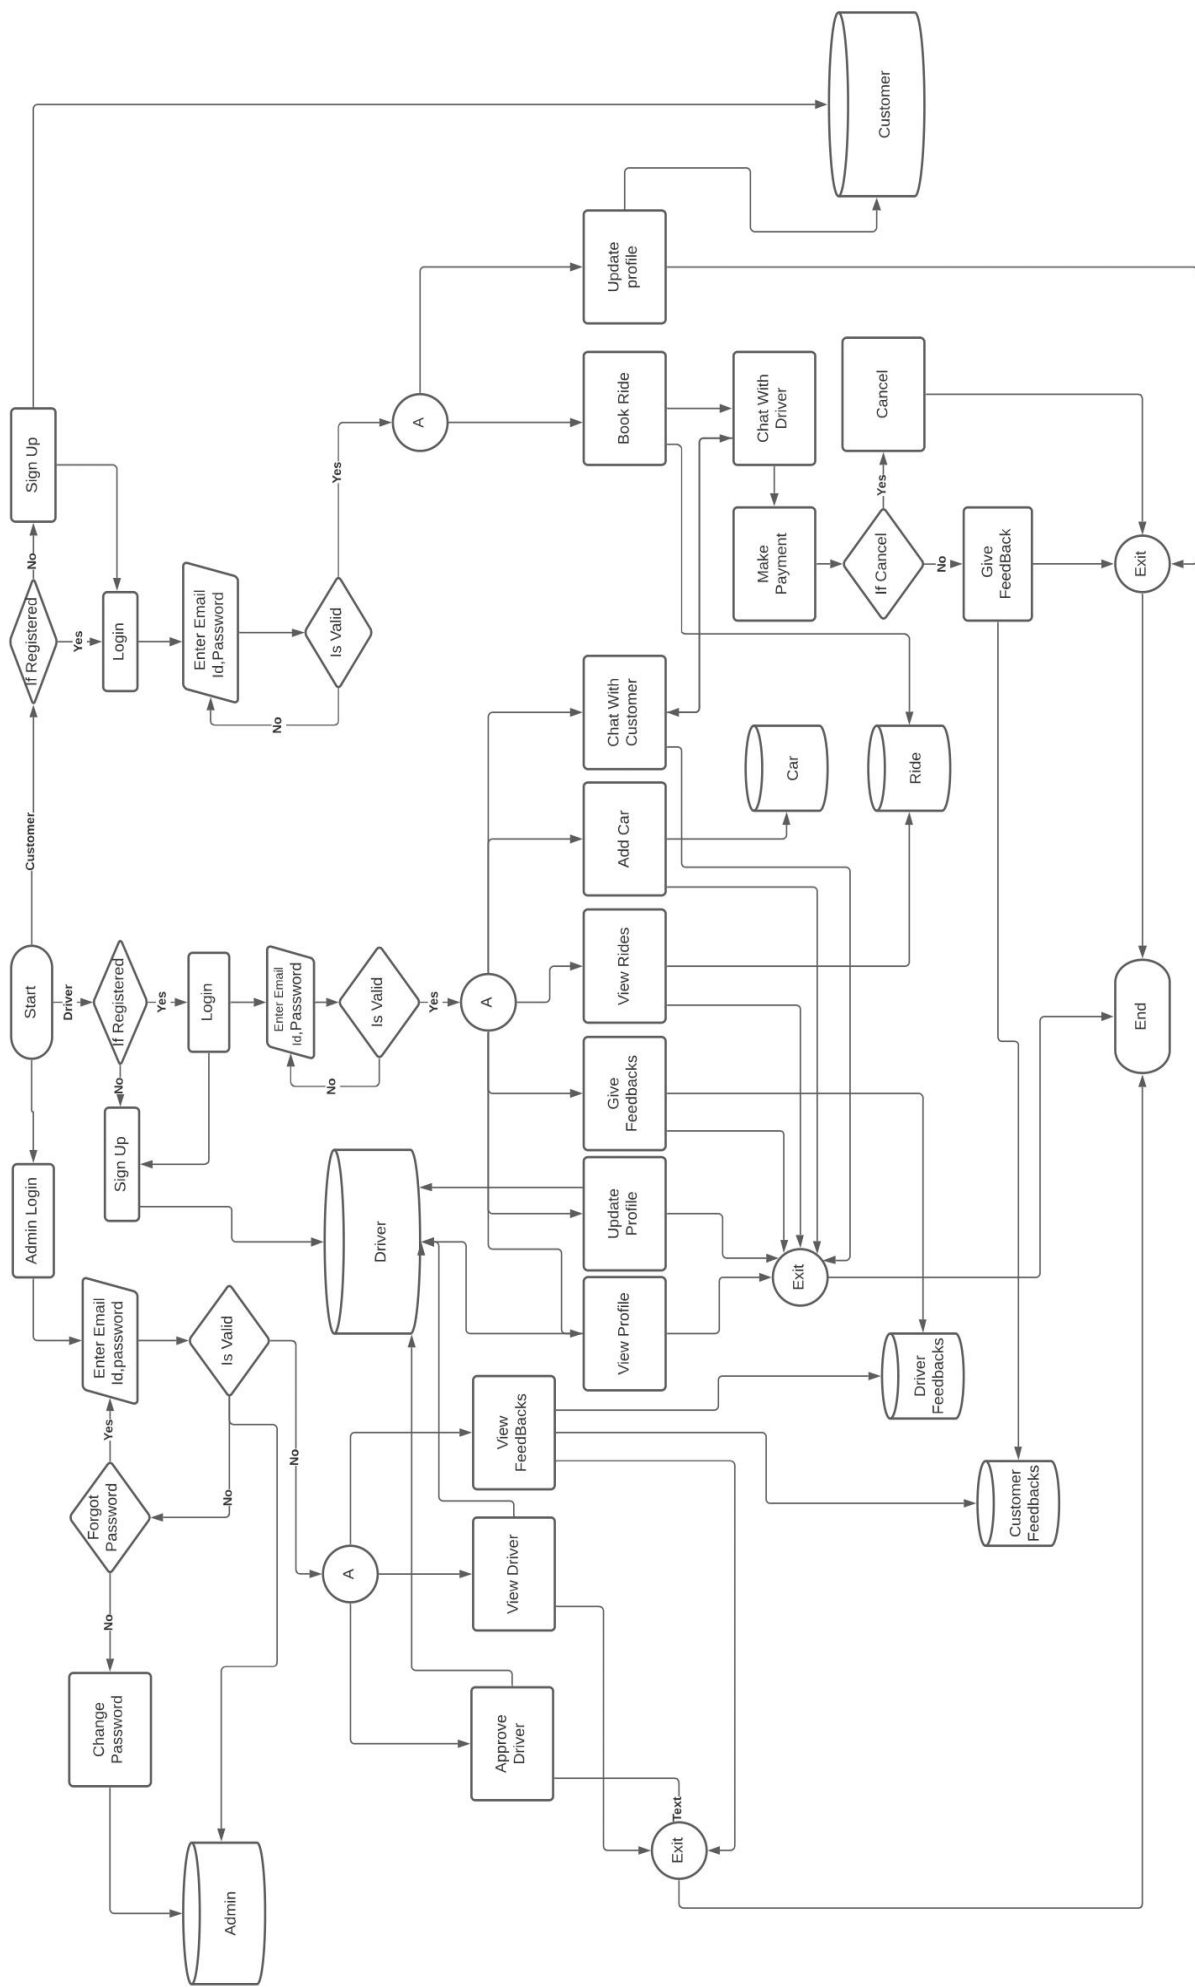 Start
Customer
If Registered
No
Sign Up
Yes
Login
Enter Email
Id,Password
Is Valid
No
Yes
A
Update
profile
Customer
Book Ride
Chat With
Driver
Make
Payment
If Cancel
Yes
Cancel
No
Give
FeedBack
Exit
Driver
If Registered
No
Sign Up
Yes
Login
Enter Email
Id,Password
Is Valid
No
Yes
A
Chat With
Customer
Add Car
View Rides
Give
Feedbacks
Update
Profile
View Profile
Car
Ride
Exit
End
Driver
Admin Login
Enter Email
Id,password
Is Valid
Yes
Forgot
Password
No
No
No
Change
Password
Admin
A
View
FeedBacks
View Driver
Approve
Driver
Text
Exit
Driver
Feedbacks
Customer
Feedbacks